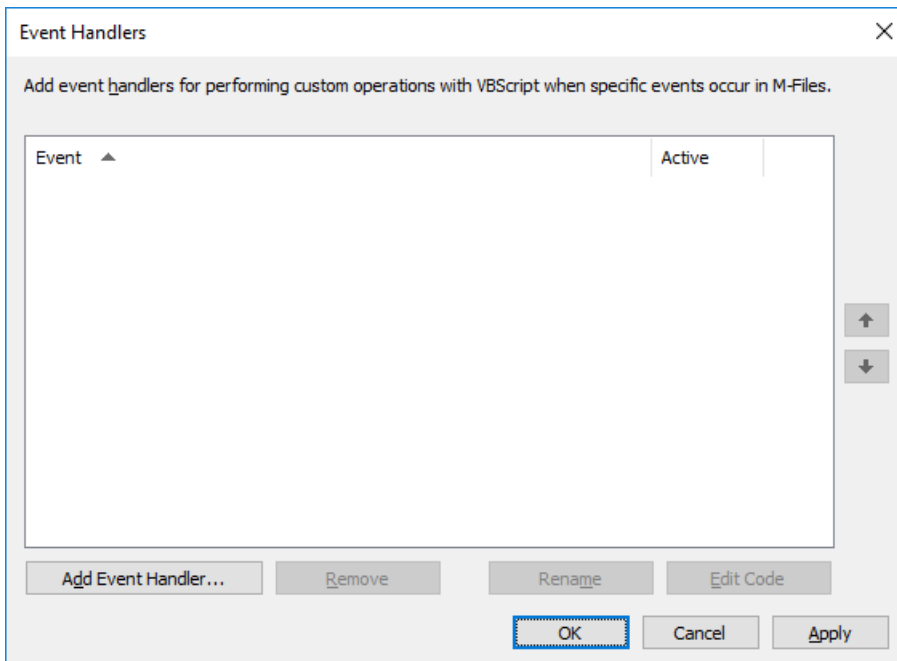 Event Handlers
Add event handlers for performing custom operations with VBScript when specific events occur in M-Files.
Event Active
Add Event Handler... Remove Rename Edit Code
OK Cancel Apply